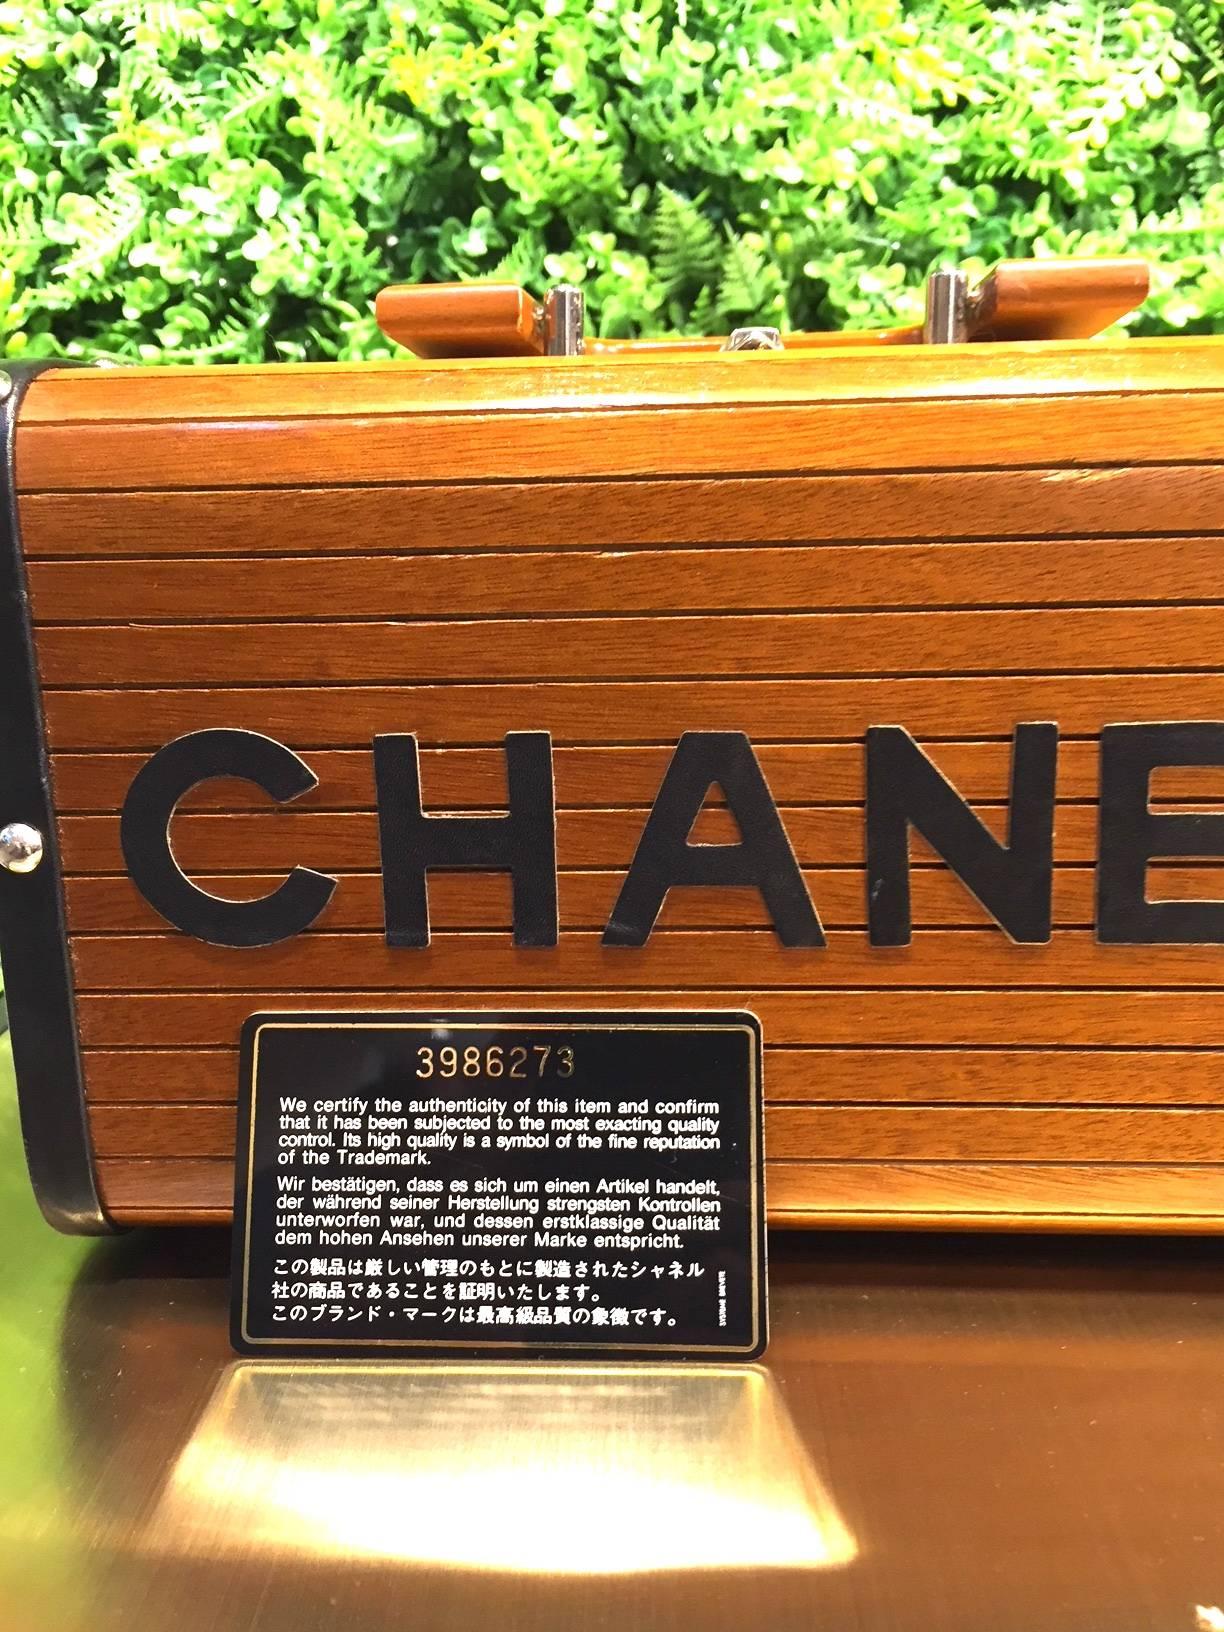 CHANE
3986273
We certify the authenticity of this item and confirm
that it has been subjected to the most exacting quality
control. Its high quality is a symbol of the fine reputation
of the Trademark.
Wir bestätigen, dass es sich um einen Artikel handelt,
der während seiner Herstellung strengsten Kontrollen
unterworfen war, und dessen erstklassige Qualität
dem hohen Ansehen unserer Marke entspricht.
この製品は厳しい管理のもとに製造されたシャネル
社の商品であることを証明いたします。
このブランド・マークは最高級品質の象徴です。
SYSTEME BREVETE